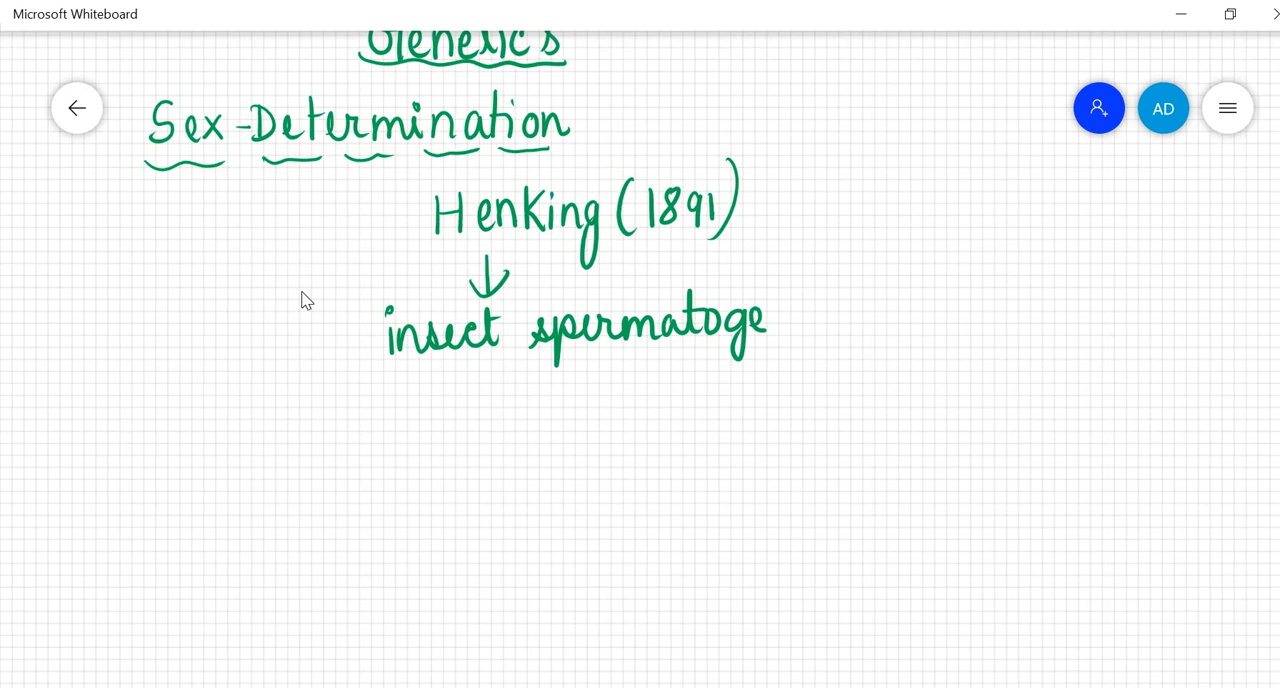 Microsoft Whiteboard
Genetics
AD
Sex-Determination
Henking (1891)
insect spermatoge